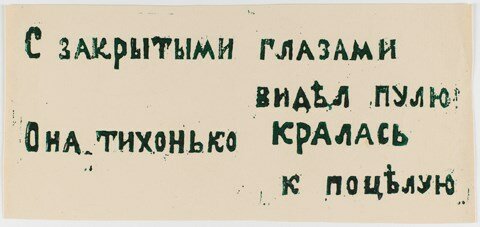 С закрытыми глазами
видѣл пулю
Она тихонько кралась
к поцѣлую